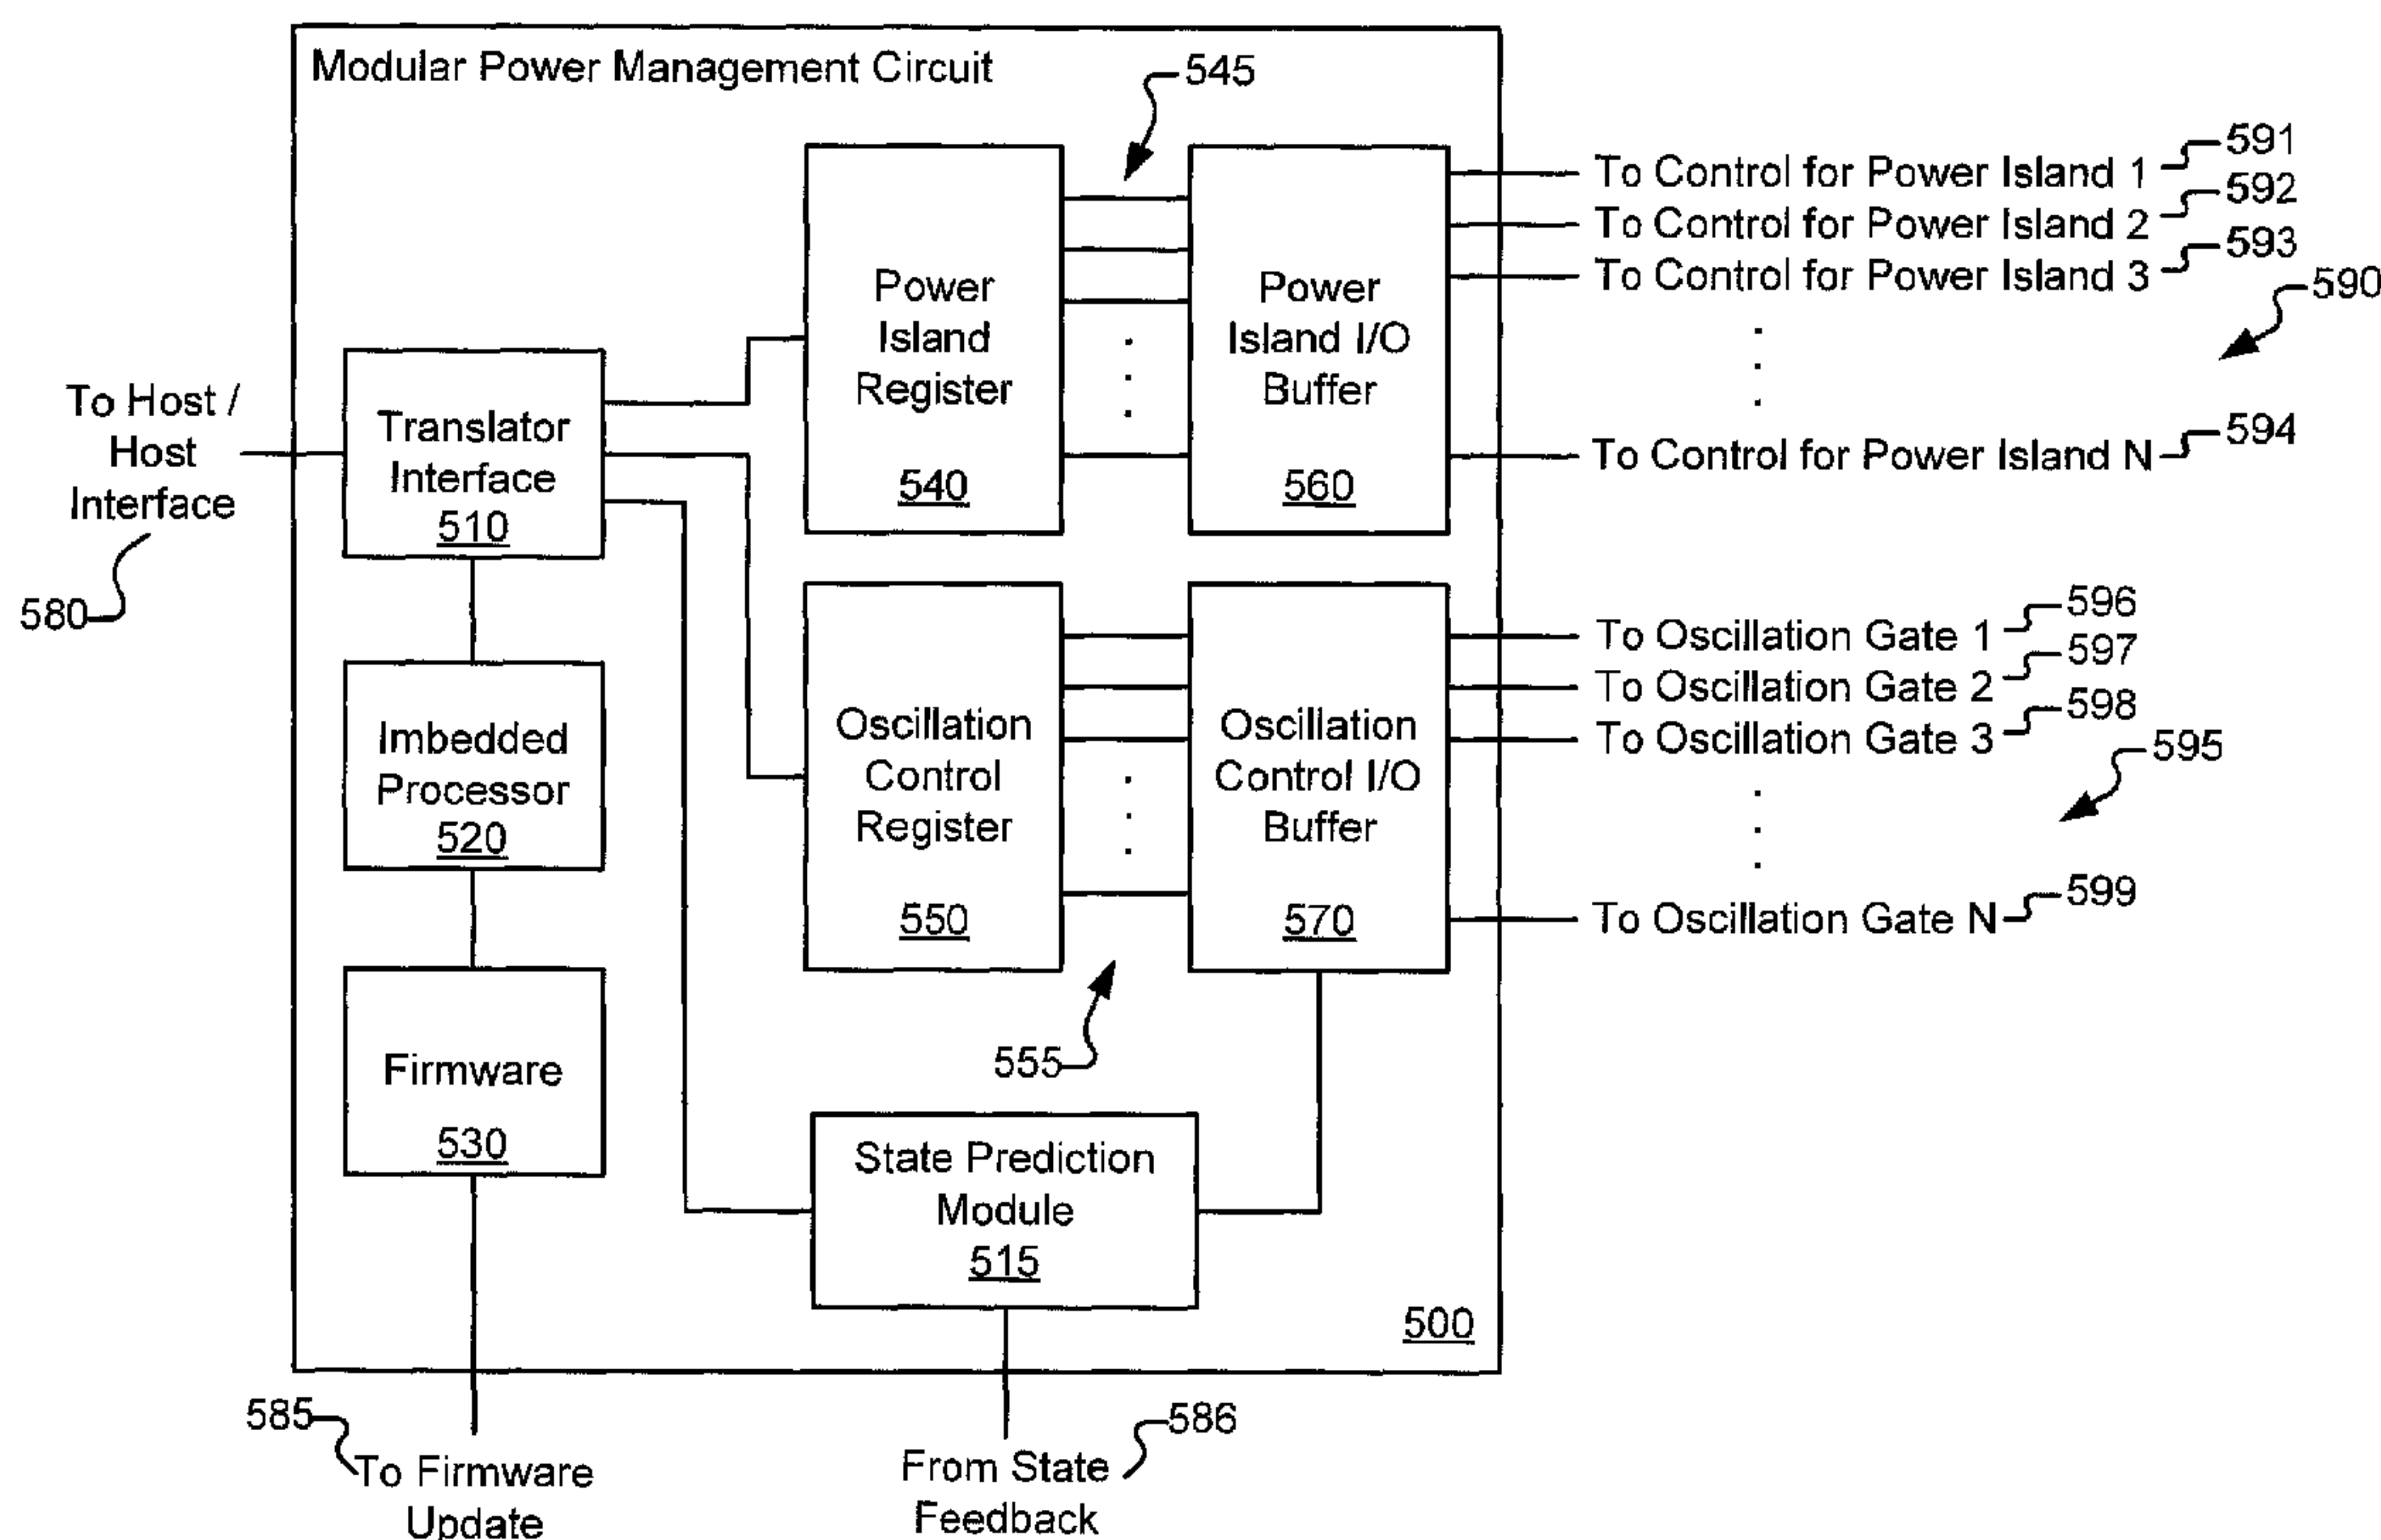 Modular Power Management Circuit
545
Power
Island
Register
540
Power
Island I/O
Buffer
560
To Control for Power Island 1
591
To Control for Power Island 2
592
To Control for Power Island 3
593
590
To Control for Power Island N
594
To Host /
Host
Interface
580
Translator
Interface
510
Imbedded
Processor
520
Firmware
530
Oscillation
Control
Register
550
Oscillation
Control I/O
Buffer
570
To Oscillation Gate 1
596
To Oscillation Gate 2
597
To Oscillation Gate 3
598
595
To Oscillation Gate N
599
555
State Prediction
Module
515
500
585
To Firmware
Update
586
From State
Feedback